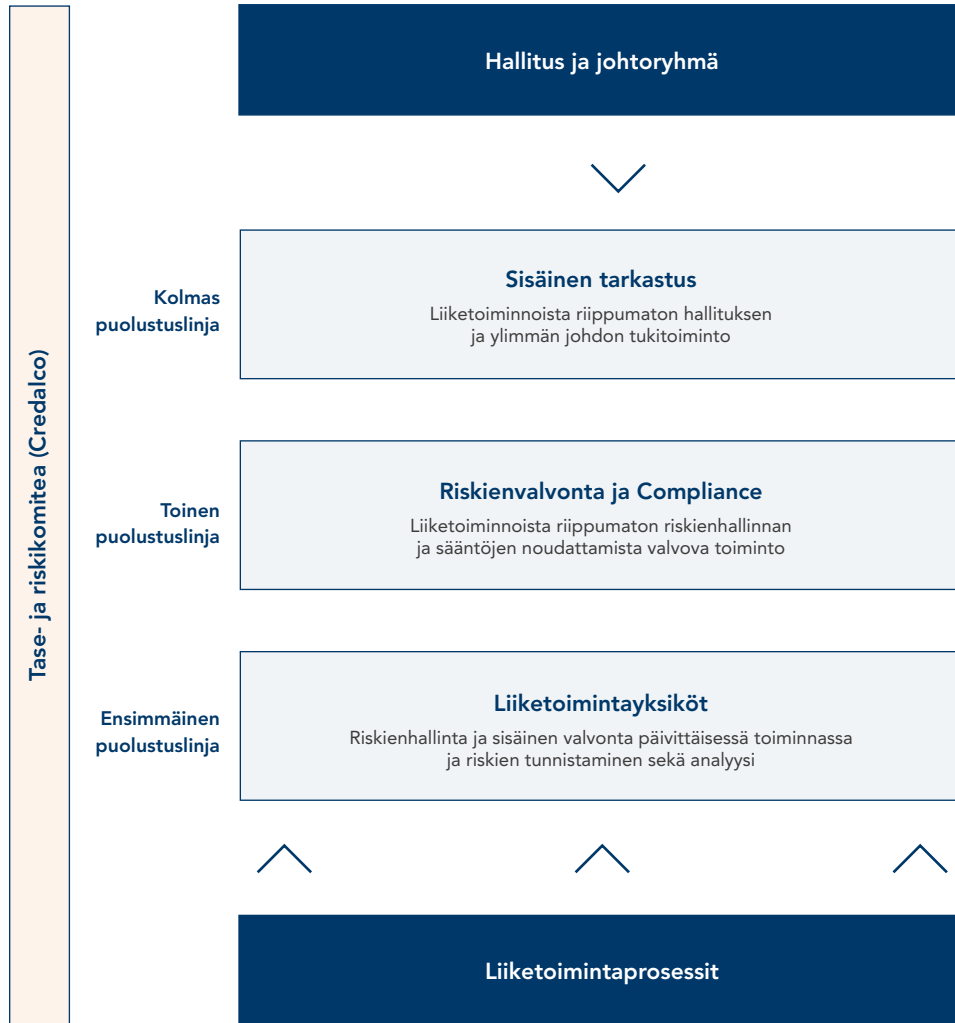 Tase- ja riskikomitea (Credalco)
Hallitus ja johtoryhmä
Kolmas
puolustuslinja
Sisäinen tarkastus
Liiketoiminnoista riippumaton hallituksen
ja ylimmän johdon tukitoiminto
Toinen
puolustuslinja
Riskienvalvonta ja Compliance
Liiketoiminnoista riippumaton riskienhallinnan
ja sääntöjen noudattamista valvova toiminto
Ensimmäinen
puolustuslinja
Liiketoimintayksiköt
Riskienhallinta ja sisäinen valvonta päivittäisessä toiminnassa
ja riskien tunnistaminen sekä analyysi
Liiketoimintaprosessit